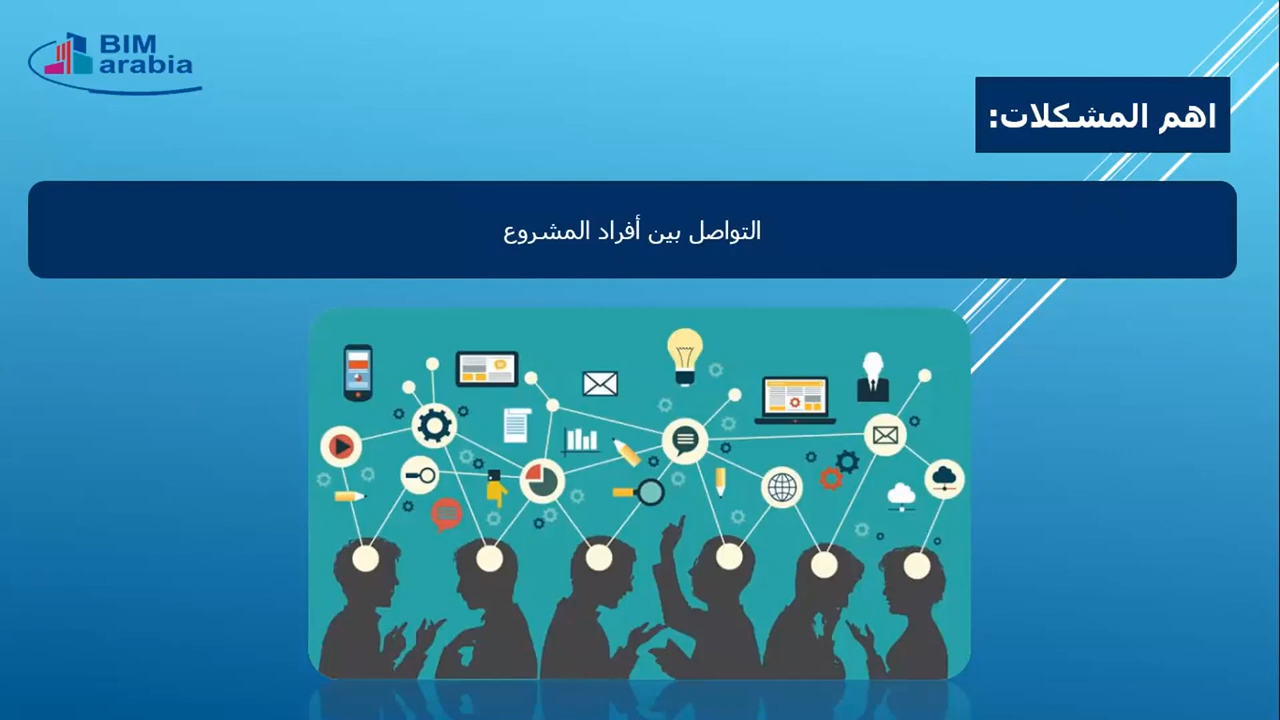 BIM
arabia
اهم المشكلات:
التواصل بين أفراد المشروع